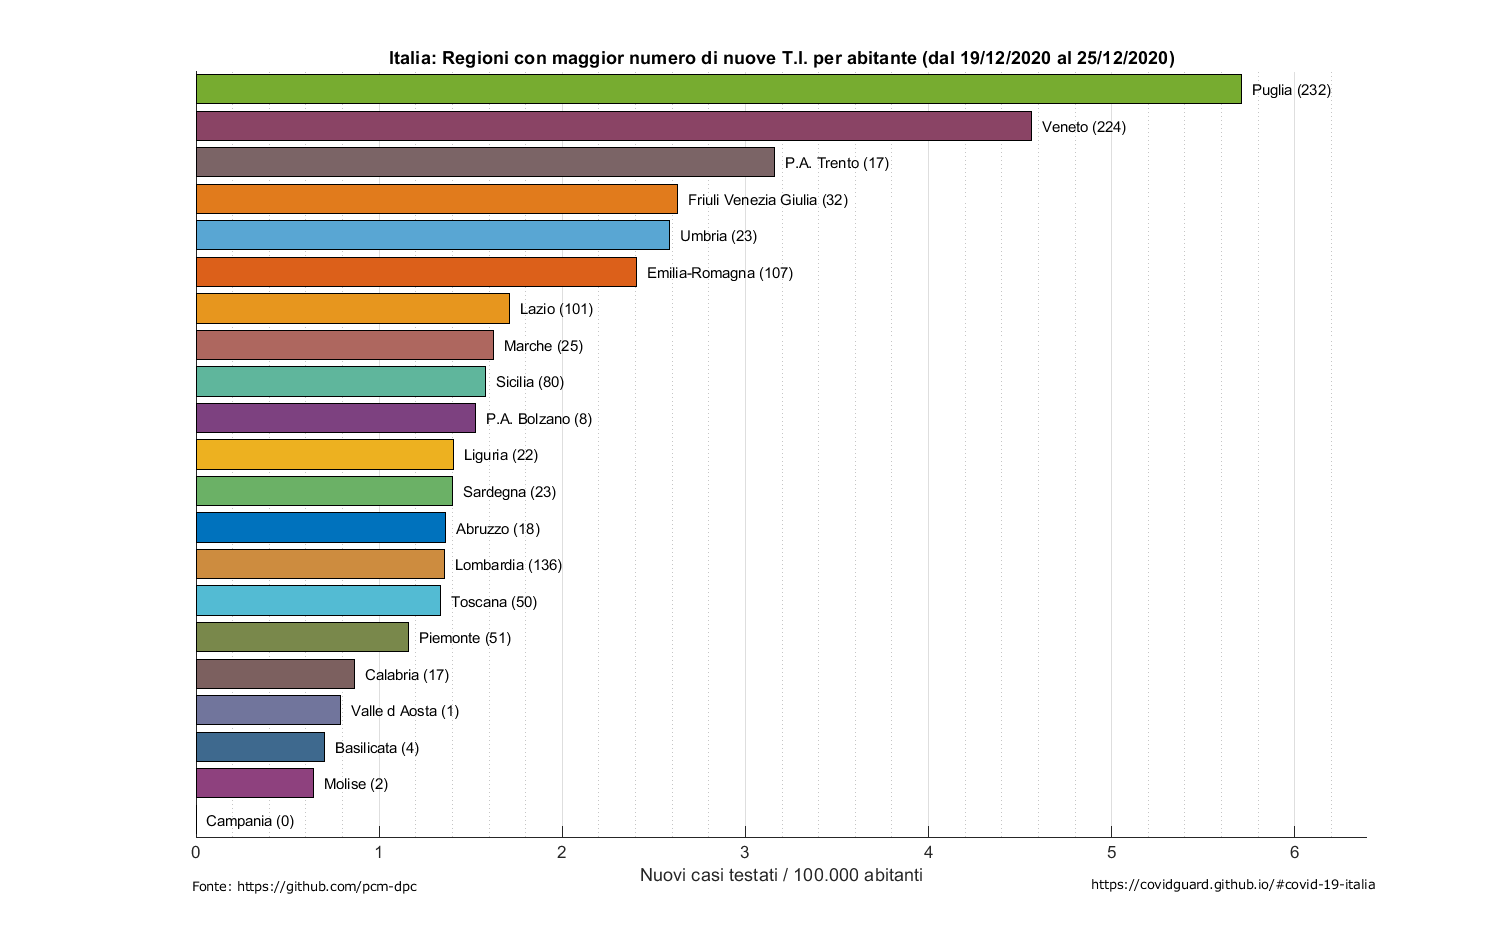 Italia: Regioni con maggior numero di nuove T.I. per abitante (dal 19/12/2020 al 25/12/2020)
Puglia (232)
Veneto (224)
P.A. Trento (17)
Friuli Venezia Giulia (32)
Umbria (23)
Emilia-Romagna (107)
Lazio (101)
Marche (25)
Sicilia (80)
P.A. Bolzano (8)
Liguria (22)
Sardegna (23)
Abruzzo (18)
Lombardia (136)
Toscana (50)
Piemonte (51)
Calabria (17)
Valle d Aosta (1)
Basilicata (4)
Molise (2)
Campania (0)
0 1 2 3 4 5 6
Nuovi casi testati / 100.000 abitanti
Fonte: https://github.com/pcm-dpc
https://covidguard.github.io/#covid-19-italia